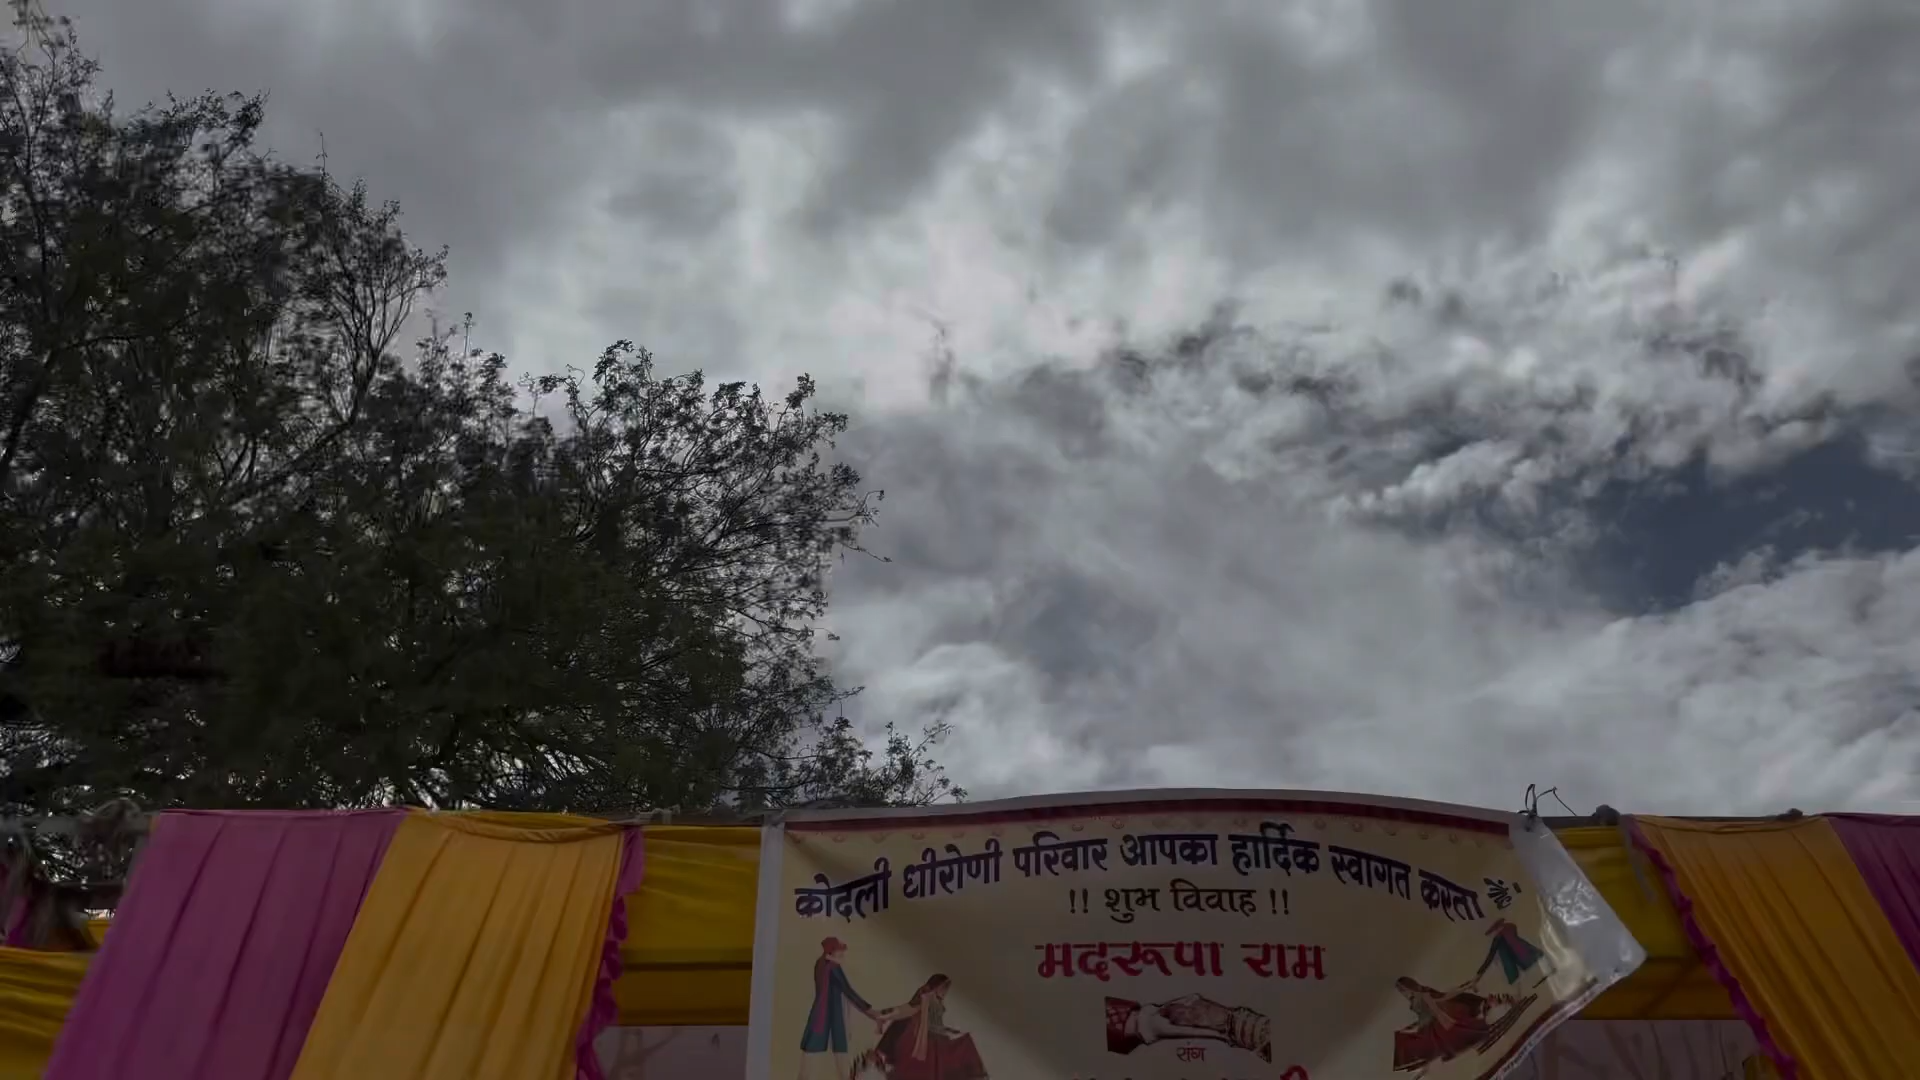 कोदली धीरोणी परिवार आपका हार्दिक स्वागत करता है
!! शुभ विवाह !!
मदरूपा राम
संग